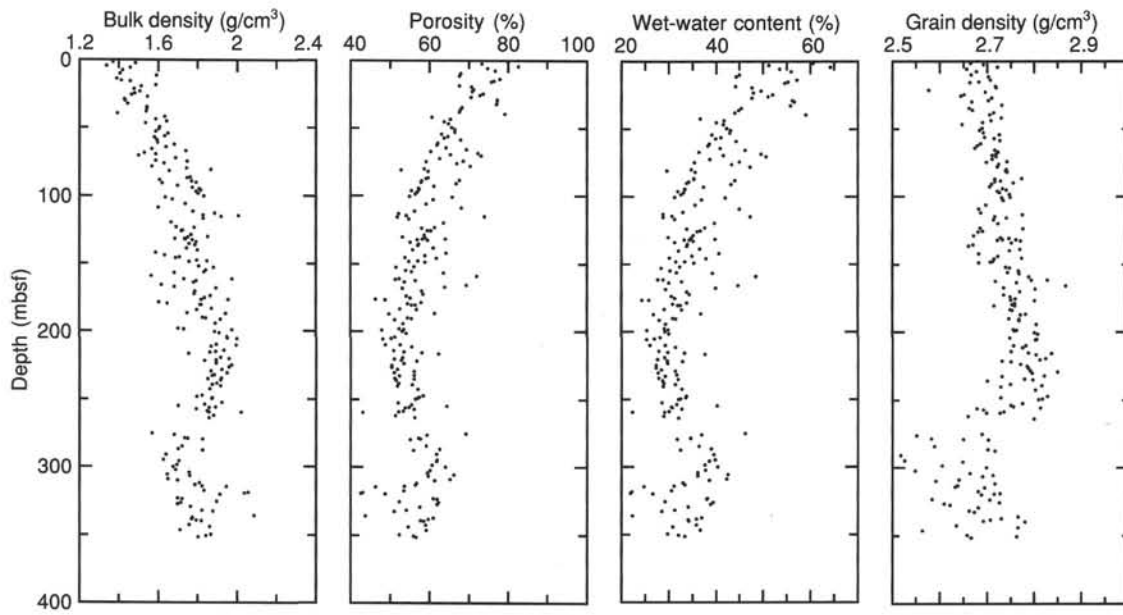 Bulk density (g/cm³) Porosity (%) Wet-water content (%) Grain density (g/cm³)
1.2 1.6 2 2.4 40 60 80 100 20 40 60 2.5 2.7 2.9
0
100
200
300
400
Depth (mbsf)